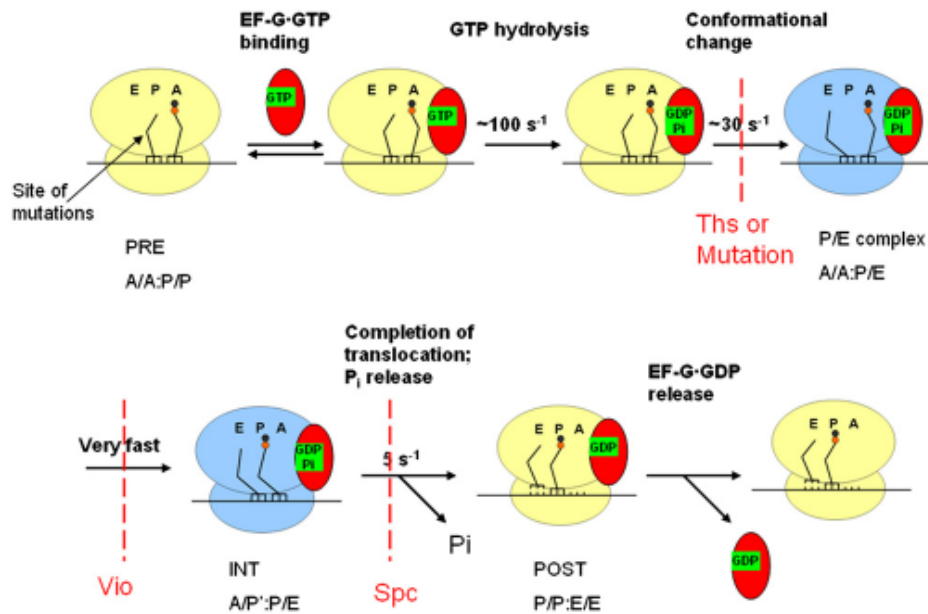 EF-G·GTP
binding
GTP hydrolysis
Conformational
change
E P A
GTP
E P A
GTP
~100 s⁻¹
E P A
GDP
Pi
~30 s⁻¹
E P A
GDP
Pi
Site of
mutations
PRE
A/A:P/P
Ths or
Mutation
P/E complex
A/A:P/E
Completion of
translocation;
Pᵢ release
EF-G·GDP
release
Very fast
E P A
GDP
Pi
5 s⁻¹
E P A
GDP
E P A
Pi
GDP
Vio
INT
A/P':P/E
Spc
POST
P/P:E/E